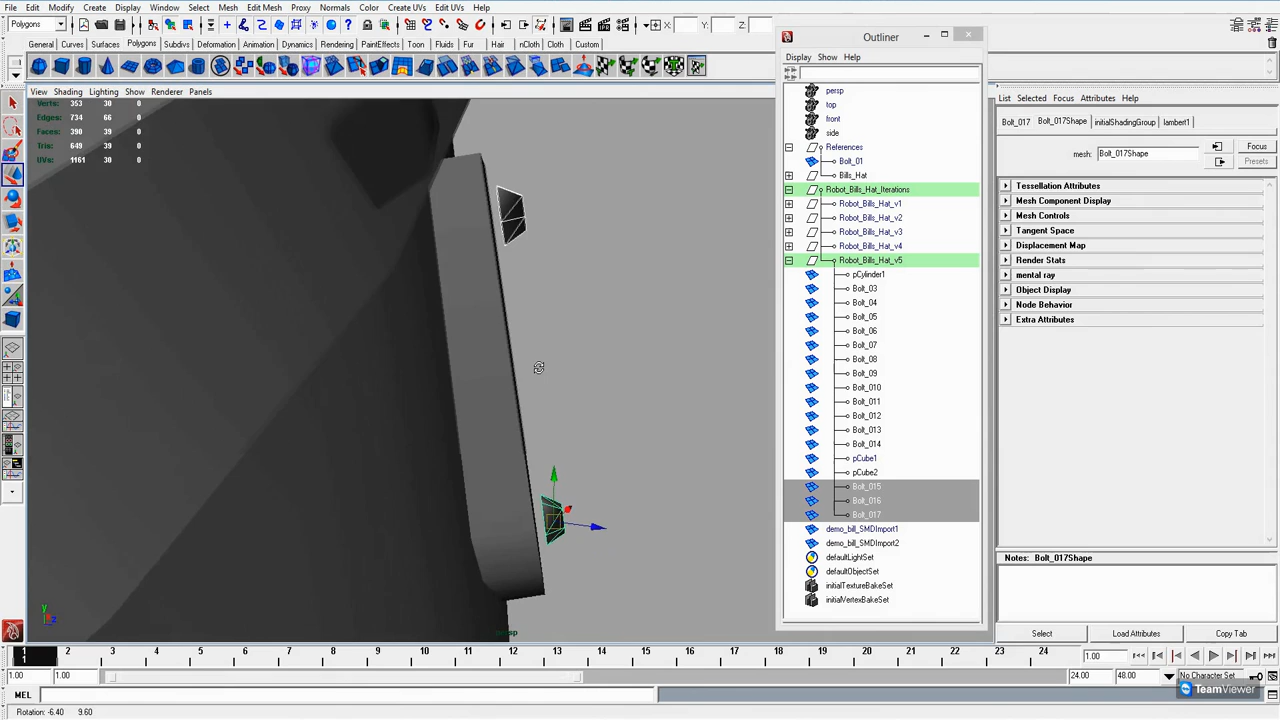 File Edit Modify Create Display Window Select Mesh Edit Mesh Proxy Normals Color Create UVs Edit UVs Help
Polygons X: Y: Z:
Outliner
General Curves Surfaces Polygons Subdivs Deformation Animation Dynamics Rendering PaintEffects Toon Fluids Fur Hair nCloth Cloth Custom
Display Show Help
View Shading Lighting Show Renderer Panels
List Selected Focus Attributes Help
Verts: 353 30 0
Edges: 734 66 0
Faces: 390 39 0
Tris: 649 39 0
UVs: 1161 30 0
persp
top
front
side
References
Bolt_01
Bills_Hat
Robot_Bills_Hat_Iterations
Robot_Bills_Hat_v1
Robot_Bills_Hat_v2
Robot_Bills_Hat_v3
Robot_Bills_Hat_v4
Robot_Bills_Hat_v5
pCylinder1
Bolt_03
Bolt_04
Bolt_05
Bolt_06
Bolt_07
Bolt_08
Bolt_09
Bolt_010
Bolt_011
Bolt_012
Bolt_013
Bolt_014
pCube1
pCube2
Bolt_015
Bolt_016
Bolt_017
demo_bill_SMDImport1
demo_bill_SMDImport2
defaultLightSet
defaultObjectSet
initialTextureBakeSet
initialVertexBakeSet
Bolt_017 Bolt_017Shape initialShadingGroup lambert1
mesh: Bolt_017Shape Focus
Presets
Tessellation Attributes
Mesh Component Display
Mesh Controls
Tangent Space
Displacement Map
Render Stats
mental ray
Object Display
Node Behavior
Extra Attributes
Notes: Bolt_017Shape
Select Load Attributes Copy Tab
y
z
persp
1 2 3 4 5 6 7 8 9 10 11 12 13 14 15 16 17 18 19 20 21 22 23 24
1 1.00
1.00 1.00 24.00 48.00 No Character Set
MEL
TeamViewer
Rotation: -6.40 9.60